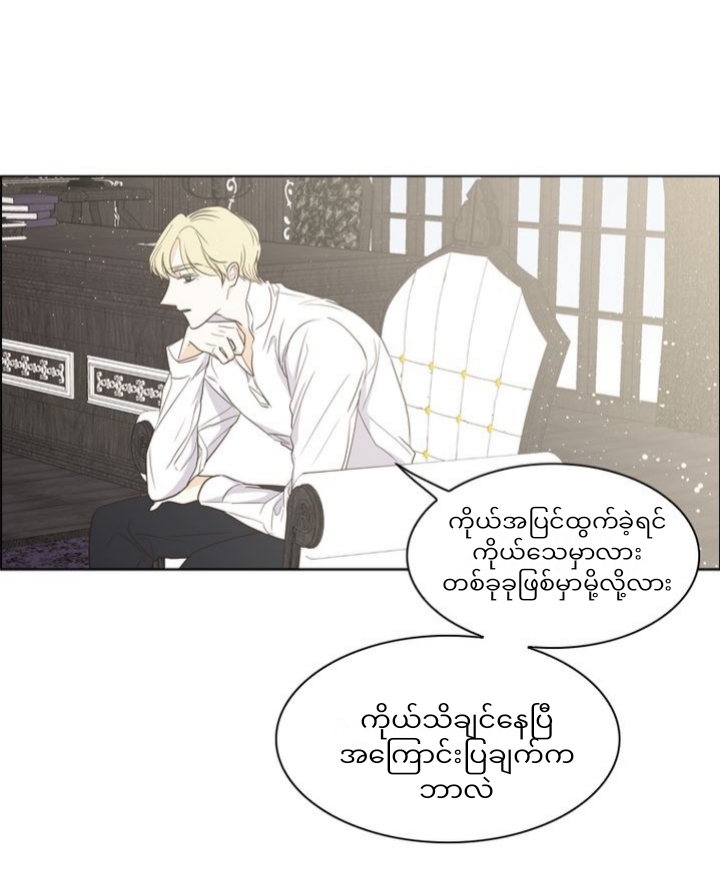 ကိုယ်အပြင်ထွက်ခဲ့ရင်
ကိုယ်သေမှာလား
တစ်ခုခုဖြစ်မှာမို့လို့လား
ကိုယ်သိချင်နေပြီ
အကြောင်းပြချက်က
ဘာလဲ